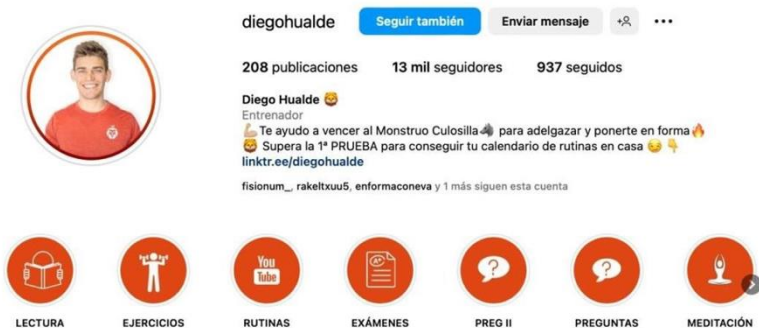 diegohualde Seguir también Enviar mensaje
208 publicaciones 13 mil seguidores 937 seguidos
Diego Hualde 🦁
Entrenador
💪🏼Te ayudo a vencer al Monstruo Culosilla🦓 para adelgazar y ponerte en forma🔥
🦁 Supera la 1ª PRUEBA para conseguir tu calendario de rutinas en casa 😏 👇
linktr.ee/diegohualde
fisionum_, rakeltxuu5, enformaconeva y 1 más siguen esta cuenta
You
Tube
A+
? ?
LECTURA EJERCICIOS RUTINAS EXÁMENES PREG II PREGUNTAS MEDITACIÓN